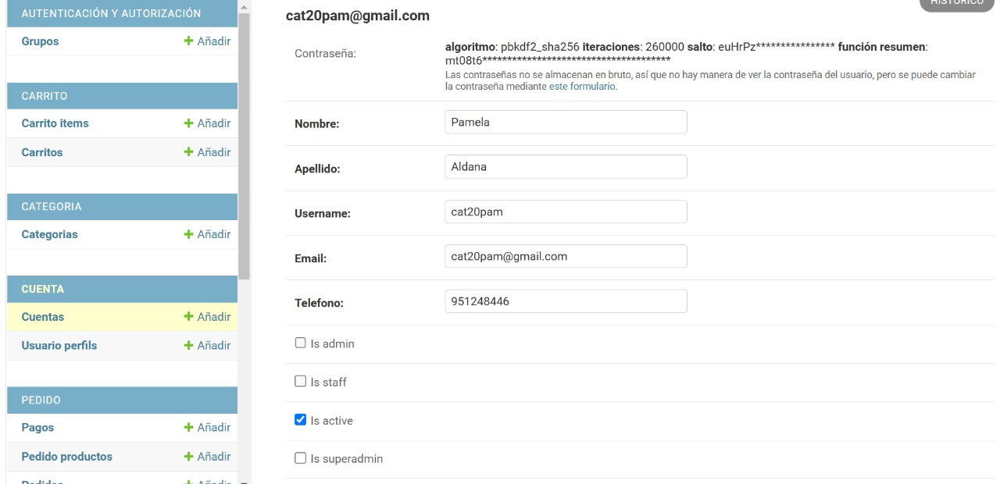 AUTENTICACIÓN Y AUTORIZACIÓN
Grupos
Añadir
CARRITO
Carrito items
Añadir
Carritos
Añadir
CATEGORIA
Categorias
Añadir
CUENTA
Cuentas
Añadir
Usuario perfils
Añadir
PEDIDO
Pagos
Añadir
Pedido productos
Añadir
Pedidos
Añadir
HISTÓRICO
cat20pam@gmail.com
Contraseña:
algoritmo: pbkdf2_sha256 iteraciones: 260000 salto: euHrPz**************** función resumen:
mt08t6**************************************
Las contraseñas no se almacenan en bruto, así que no hay manera de ver la contraseña del usuario, pero se puede cambiar
la contraseña mediante este formulario.
Nombre:
Pamela
Apellido:
Aldana
Username:
cat20pam
Email:
cat20pam@gmail.com
Telefono:
951248446
Is admin
Is staff
Is active
Is superadmin